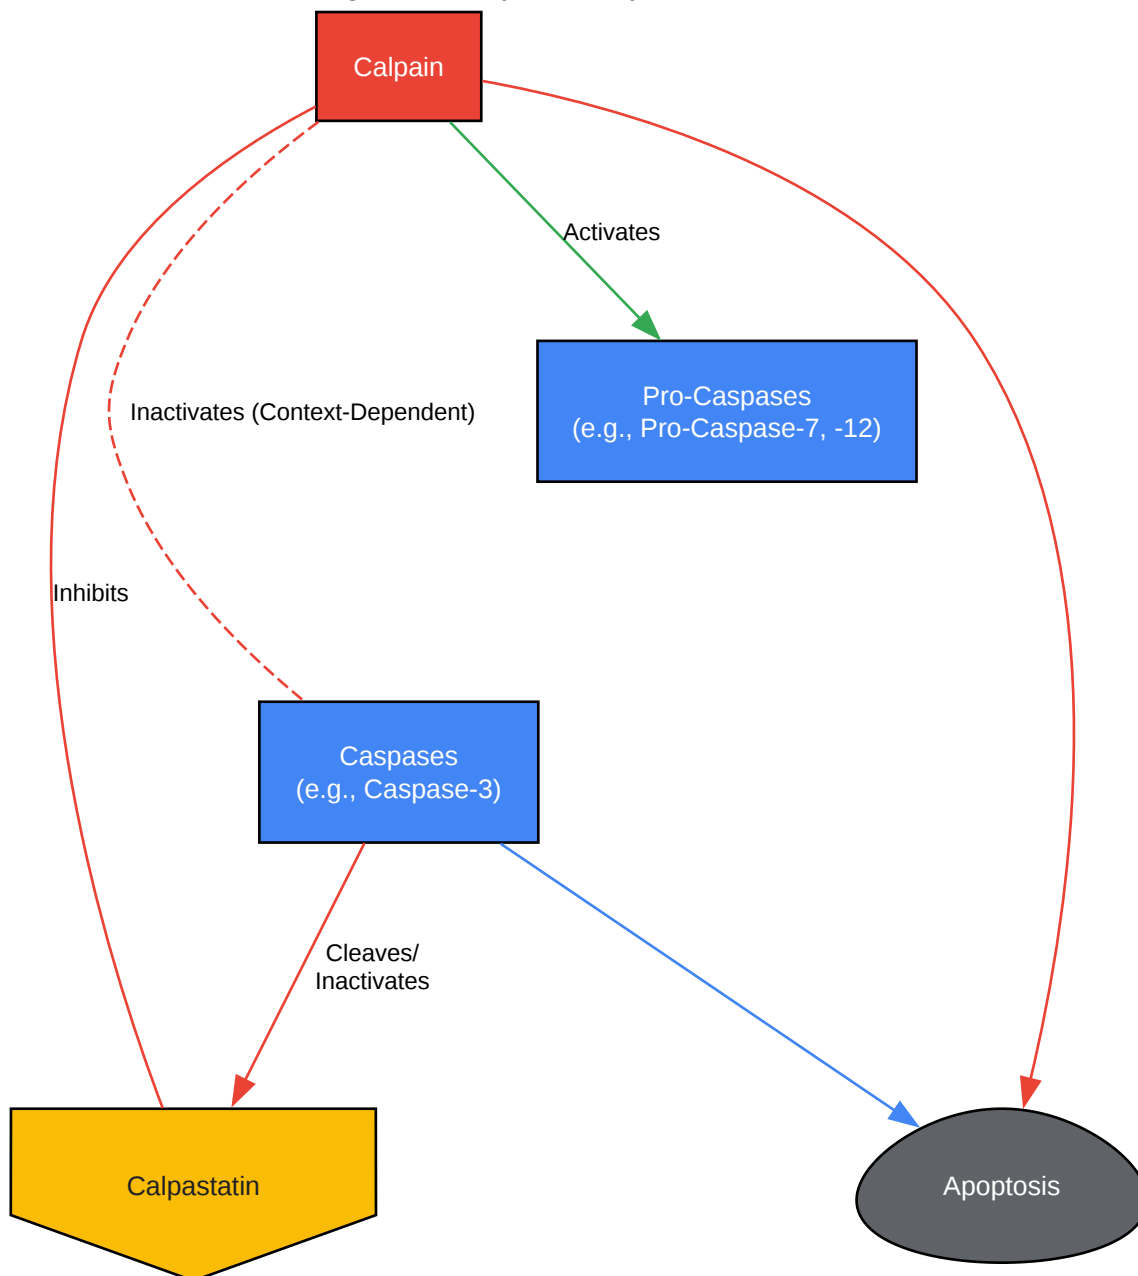 Calpain
Activates
Pro-Caspases
(e.g., Pro-Caspase-7, -12)
Inactivates (Context-Dependent)
Inhibits
Caspases
(e.g., Caspase-3)
Cleaves/
Inactivates
Calpastatin
Apoptosis